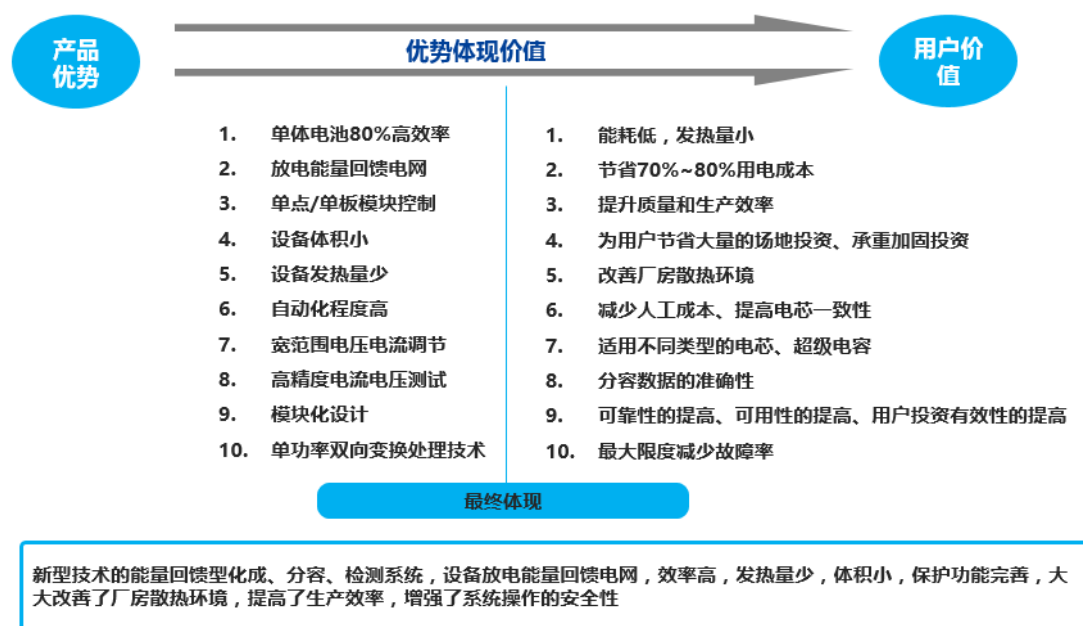 产品
优势
优势体现价值
用户价
值
1. 单体电池80%高效率
2. 放电能量回馈电网
3. 单点/单板模块控制
4. 设备体积小
5. 设备发热量少
6. 自动化程度高
7. 宽范围电压电流调节
8. 高精度电流电压测试
9. 模块化设计
10. 单功率双向变换处理技术
1. 能耗低，发热量小
2. 节省70%~80%用电成本
3. 提升质量和生产效率
4. 为用户节省大量的场地投资、承重加固投资
5. 改善厂房散热环境
6. 减少人工成本、提高电芯一致性
7. 适用不同类型的电芯、超级电容
8. 分容数据的准确性
9. 可靠性的提高、可用性的提高、用户投资有效性的提高
10. 最大限度减少故障率
最终体现
新型技术的能量回馈型化成、分容、检测系统，设备放电能量回馈电网，效率高，发热量少，体积小，保护功能完善，大
大改善了厂房散热环境，提高了生产效率，增强了系统操作的安全性